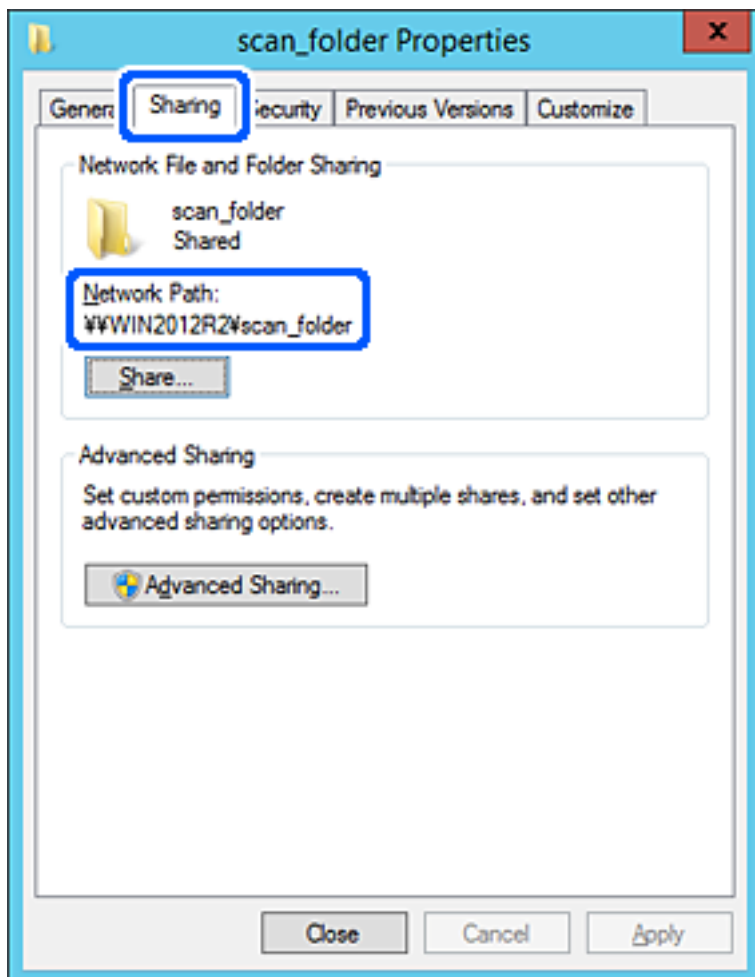 scan_folder Properties
x
Genera Sharing ecurity Previous Versions Customize
Network File and Folder Sharing
scan_folder
Shared
Network Path:
¥¥WIN2012R2¥scan_folder
Share...
Advanced Sharing
Set custom permissions, create multiple shares, and set other
advanced sharing options.
Advanced Sharing...
Close Cancel Apply